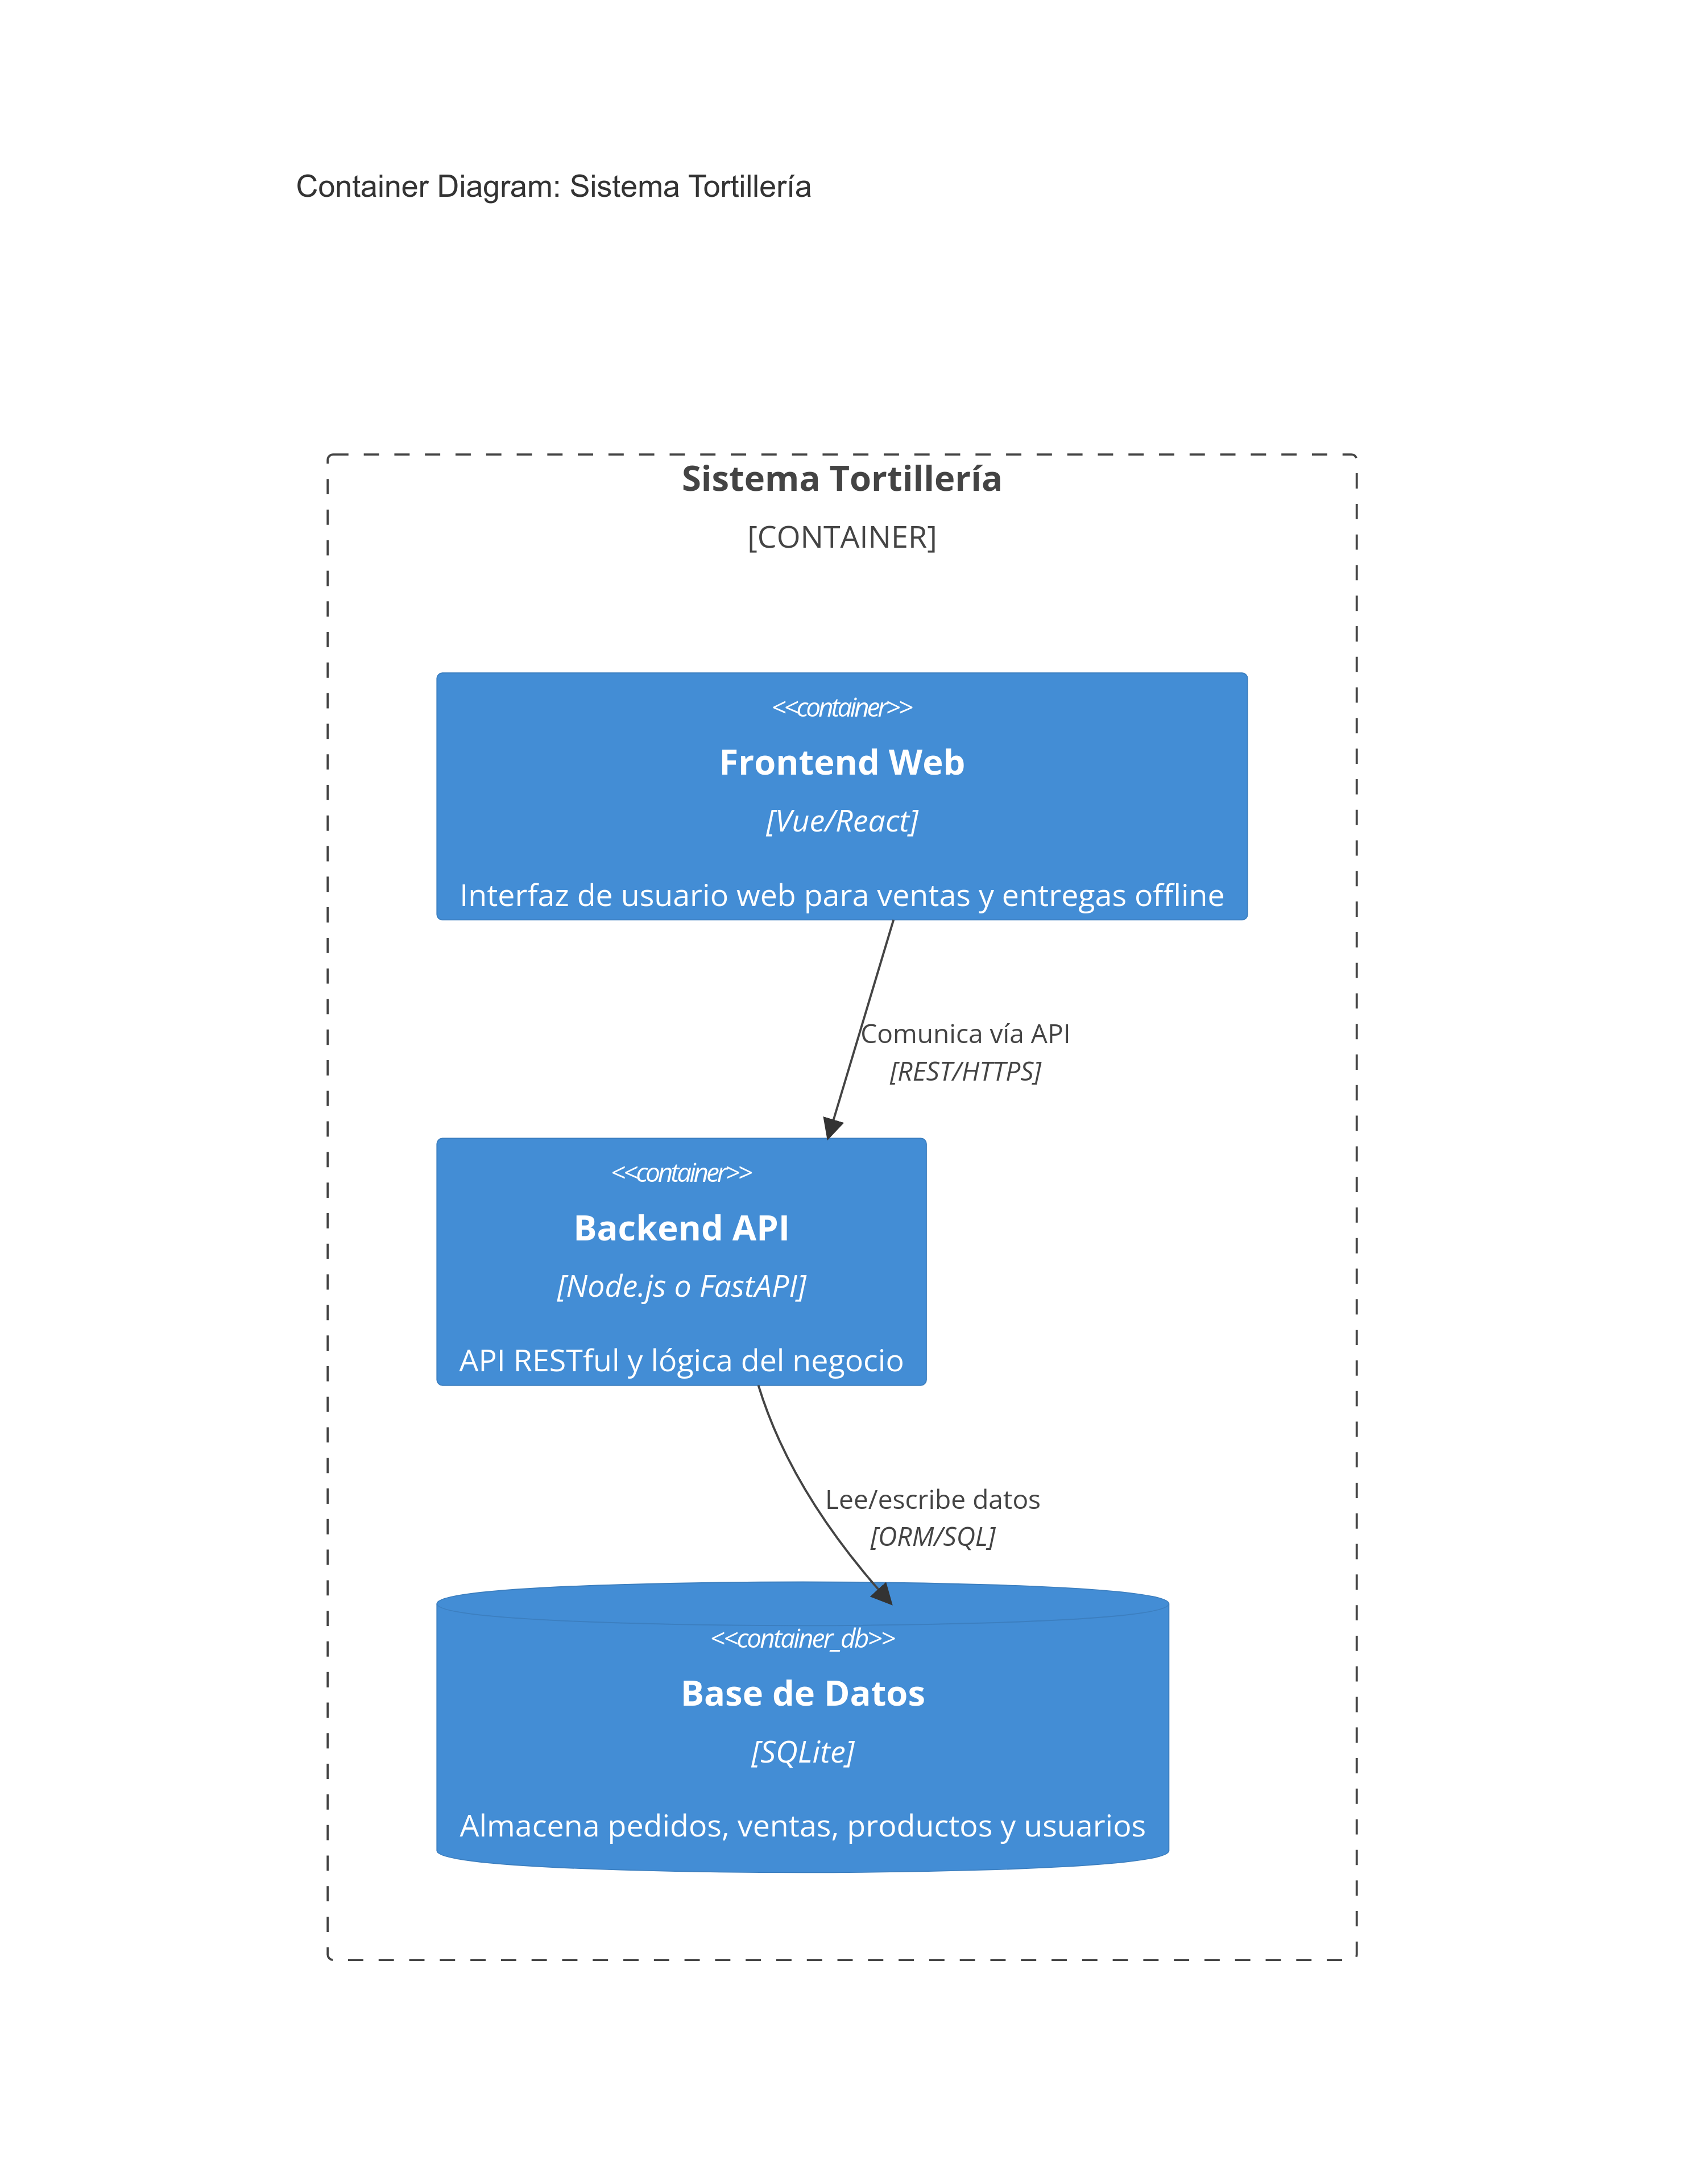 Container Diagram: Sistema Tortillería
Sistema Tortillería
[CONTAINER]
<<container>>
Frontend Web
[Vue/React]
Interfaz de usuario web para ventas y entregas offline
Comunica vía API
[REST/HTTPS]
<<container>>
Backend API
[Node.js o FastAPI]
API RESTful y lógica del negocio
Lee/escribe datos
[ORM/SQL]
<<container_db>>
Base de Datos
[SQLite]
Almacena pedidos, ventas, productos y usuarios